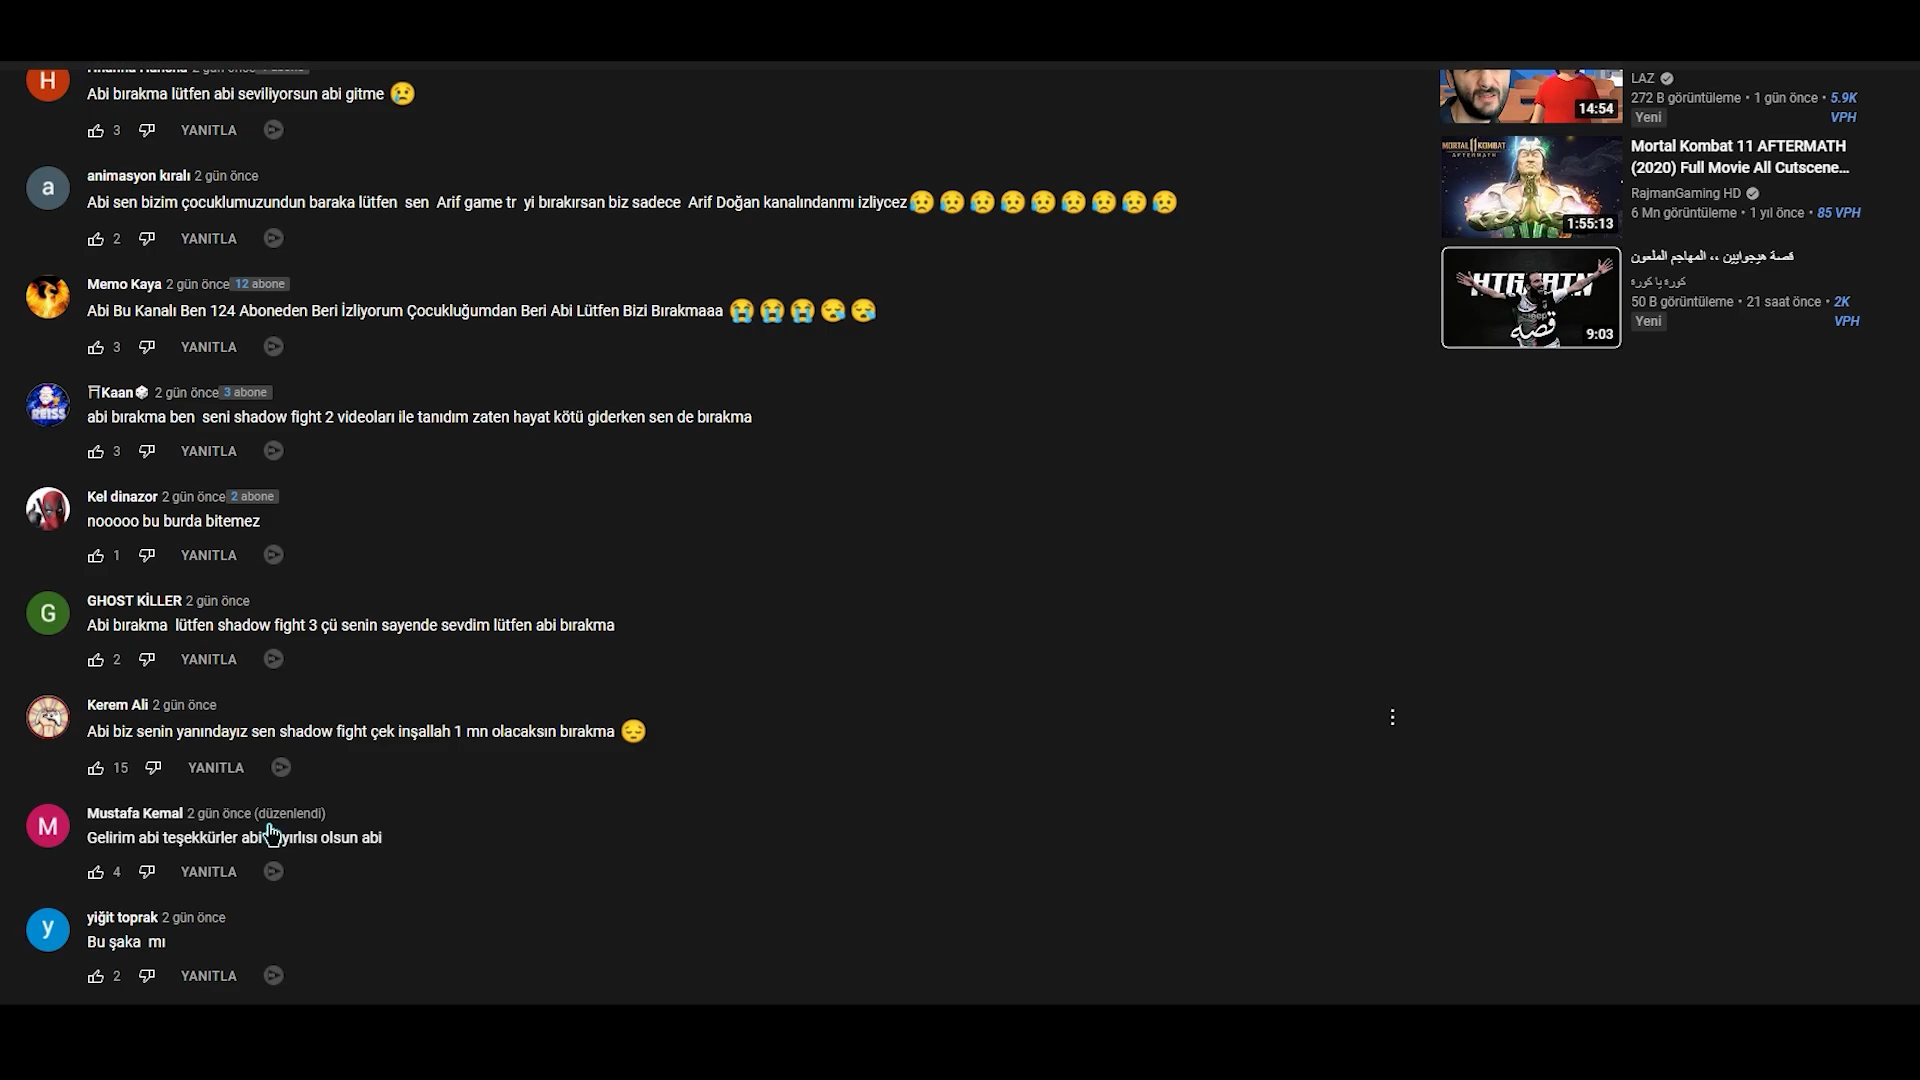 Abi bırakma lütfen abi seviliyorsun abi gitme 😢
3 YANITLA
animasyon kıralı 2 gün önce
Abi sen bizim çocuklumuzundun baraka lütfen sen Arif game tr yi bırakırsan biz sadece Arif Doğan kanalındanmı izliycez😥😥😥😥😥😥😥😥😥
2 YANITLA
Memo Kaya 2 gün önce 12 abone
Abi Bu Kanalı Ben 124 Aboneden Beri İzliyorum Çocukluğumdan Beri Abi Lütfen Bizi Bırakmaaa 😭😭😭😪😪
3 YANITLA
⛩Kaan🎲 2 gün önce 3 abone
abi bırakma ben seni shadow fight 2 videoları ile tanıdım zaten hayat kötü giderken sen de bırakma
3 YANITLA
Kel dinazor 2 gün önce 2 abone
nooooo bu burda bitemez
1 YANITLA
GHOST KİLLER 2 gün önce
Abi bırakma lütfen shadow fight 3 çü senin sayende sevdim lütfen abi bırakma
2 YANITLA
Kerem Ali 2 gün önce
Abi biz senin yanındayız sen shadow fight çek inşallah 1 mn olacaksın bırakma 😔
15 YANITLA
Mustafa Kemal 2 gün önce (düzenlendi)
Gelirim abi teşekkürler abi yırlısı olsun abi
4 YANITLA
yiğit toprak 2 gün önce
Bu şaka mı
2 YANITLA
14:54
LAZ
272 B görüntüleme • 1 gün önce • 5.9K
Yeni VPH
MORTAL KOMBAT 11
AFTERMATH
1:55:13
Mortal Kombat 11 AFTERMATH
(2020) Full Movie All Cutscene...
RajmanGaming HD
6 Mn görüntüleme • 1 yıl önce • 85 VPH
قصة
9:03
قصة هيجوايين ،، المهاجم الملعون
كوره يا كوره
50 B görüntüleme • 21 saat önce • 2K
Yeni VPH